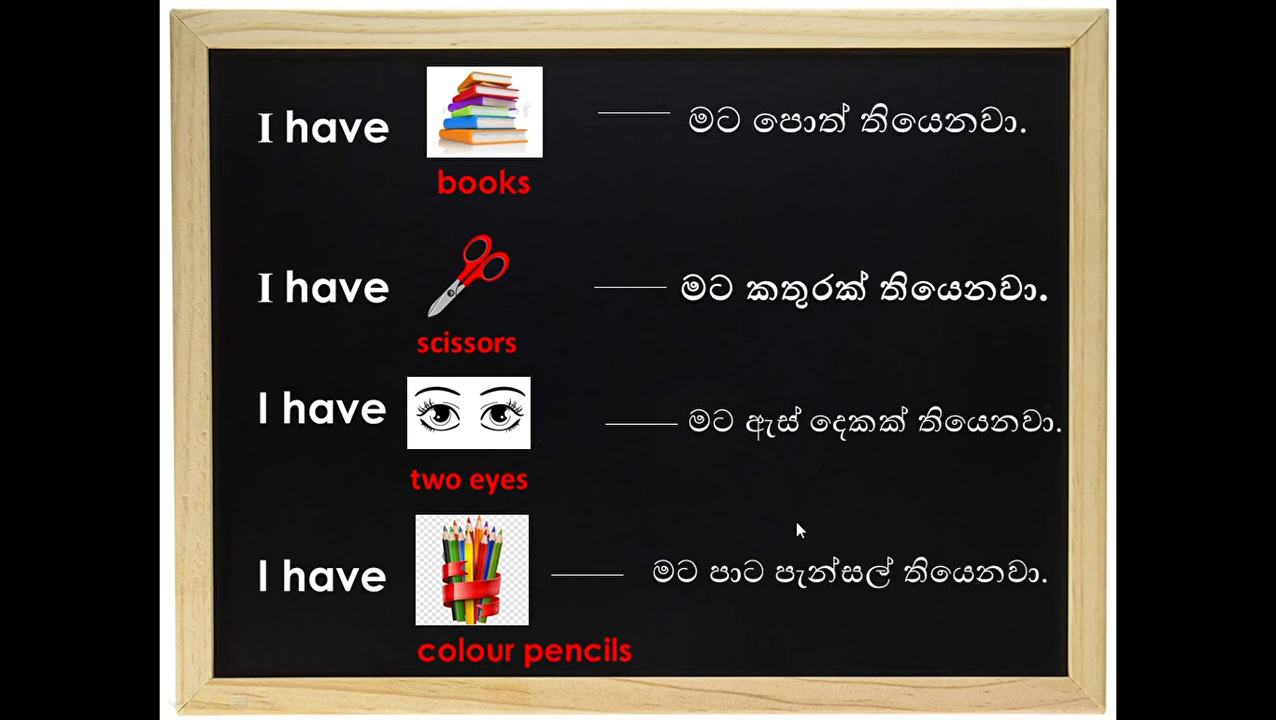 I have
books
මට පොත් තියෙනවා.
I have
scissors
මට කතුරක් තියෙනවා.
I have
two eyes
මට ඇස් දෙකක් තියෙනවා.
I have
colour pencils
මට පාට පැන්සල් තියෙනවා.